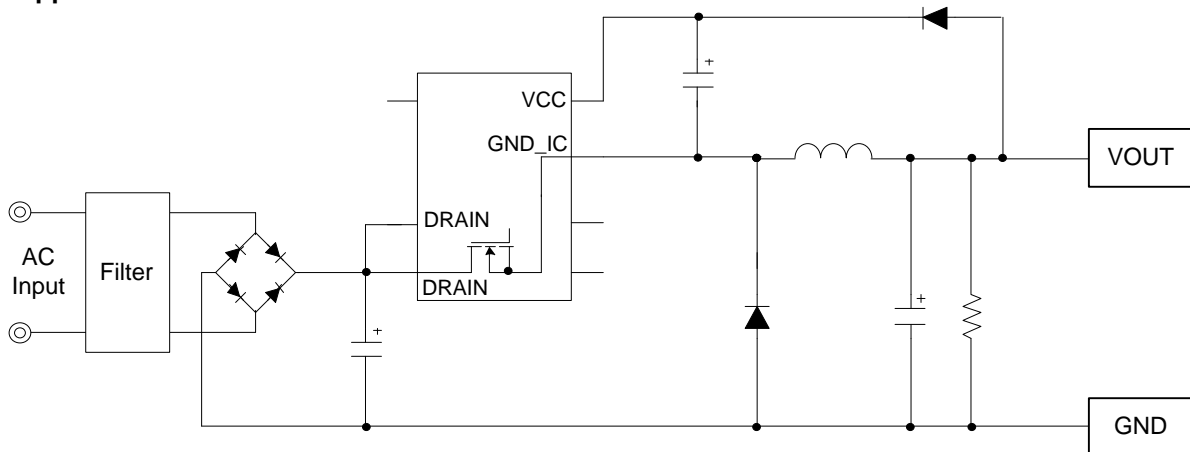 VCC
GND_IC
VOUT
DRAIN
AC
Input
Filter
DRAIN
GND